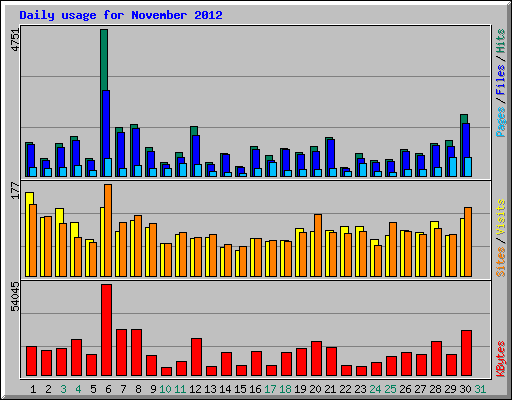 Daily usage for November 2012
4751
Pages / Files / Hits
177
Sites / Visits
54045
KBytes
1 2 3 4 5 6 7 8 9 10 11 12 13 14 15 16 17 18 19 20 21 22 23 24 25 26 27 28 29 30 31